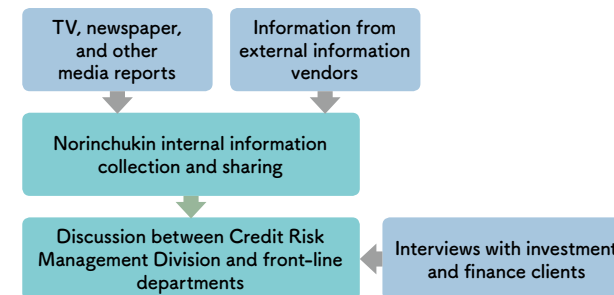 TV, newspaper,
and other
media reports
Information from
external information
vendors
Norinchukin internal information
collection and sharing
Discussion between Credit Risk
Management Division and front-line
departments
Interviews with investment
and finance clients